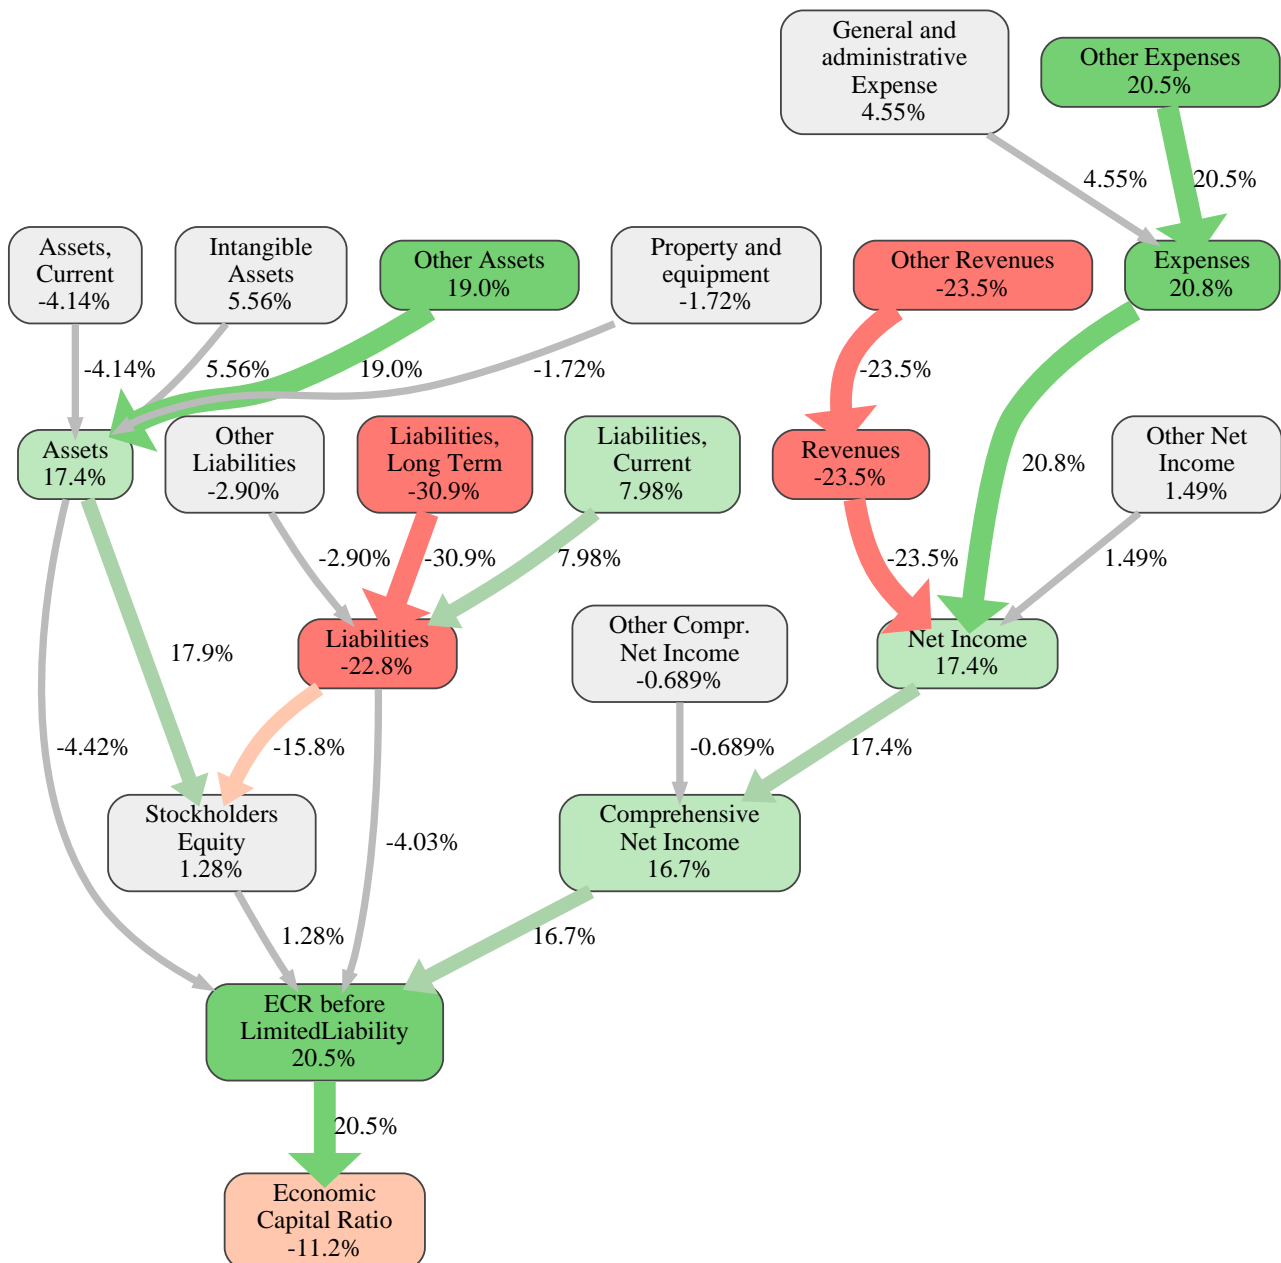 General and
administrative
Expense
4.55%
Other Expenses
20.5%
4.55%
20.5%
Assets,
Current
-4.14%
Intangible
Assets
5.56%
Other Assets
19.0%
Property and
equipment
-1.72%
Other Revenues
-23.5%
Expenses
20.8%
-4.14%
5.56%
19.0%
-1.72%
-23.5%
Assets
17.4%
Other
Liabilities
-2.90%
Liabilities,
Long Term
-30.9%
Liabilities,
Current
7.98%
Revenues
-23.5%
20.8%
Other Net
Income
1.49%
-2.90%
-30.9%
7.98%
-23.5%
1.49%
17.9%
Liabilities
-22.8%
Other Compr.
Net Income
-0.689%
Net Income
17.4%
-4.42%
-15.8%
-0.689%
17.4%
Stockholders
Equity
1.28%
-4.03%
Comprehensive
Net Income
16.7%
1.28%
16.7%
ECR before
LimitedLiability
20.5%
20.5%
Economic
Capital Ratio
-11.2%